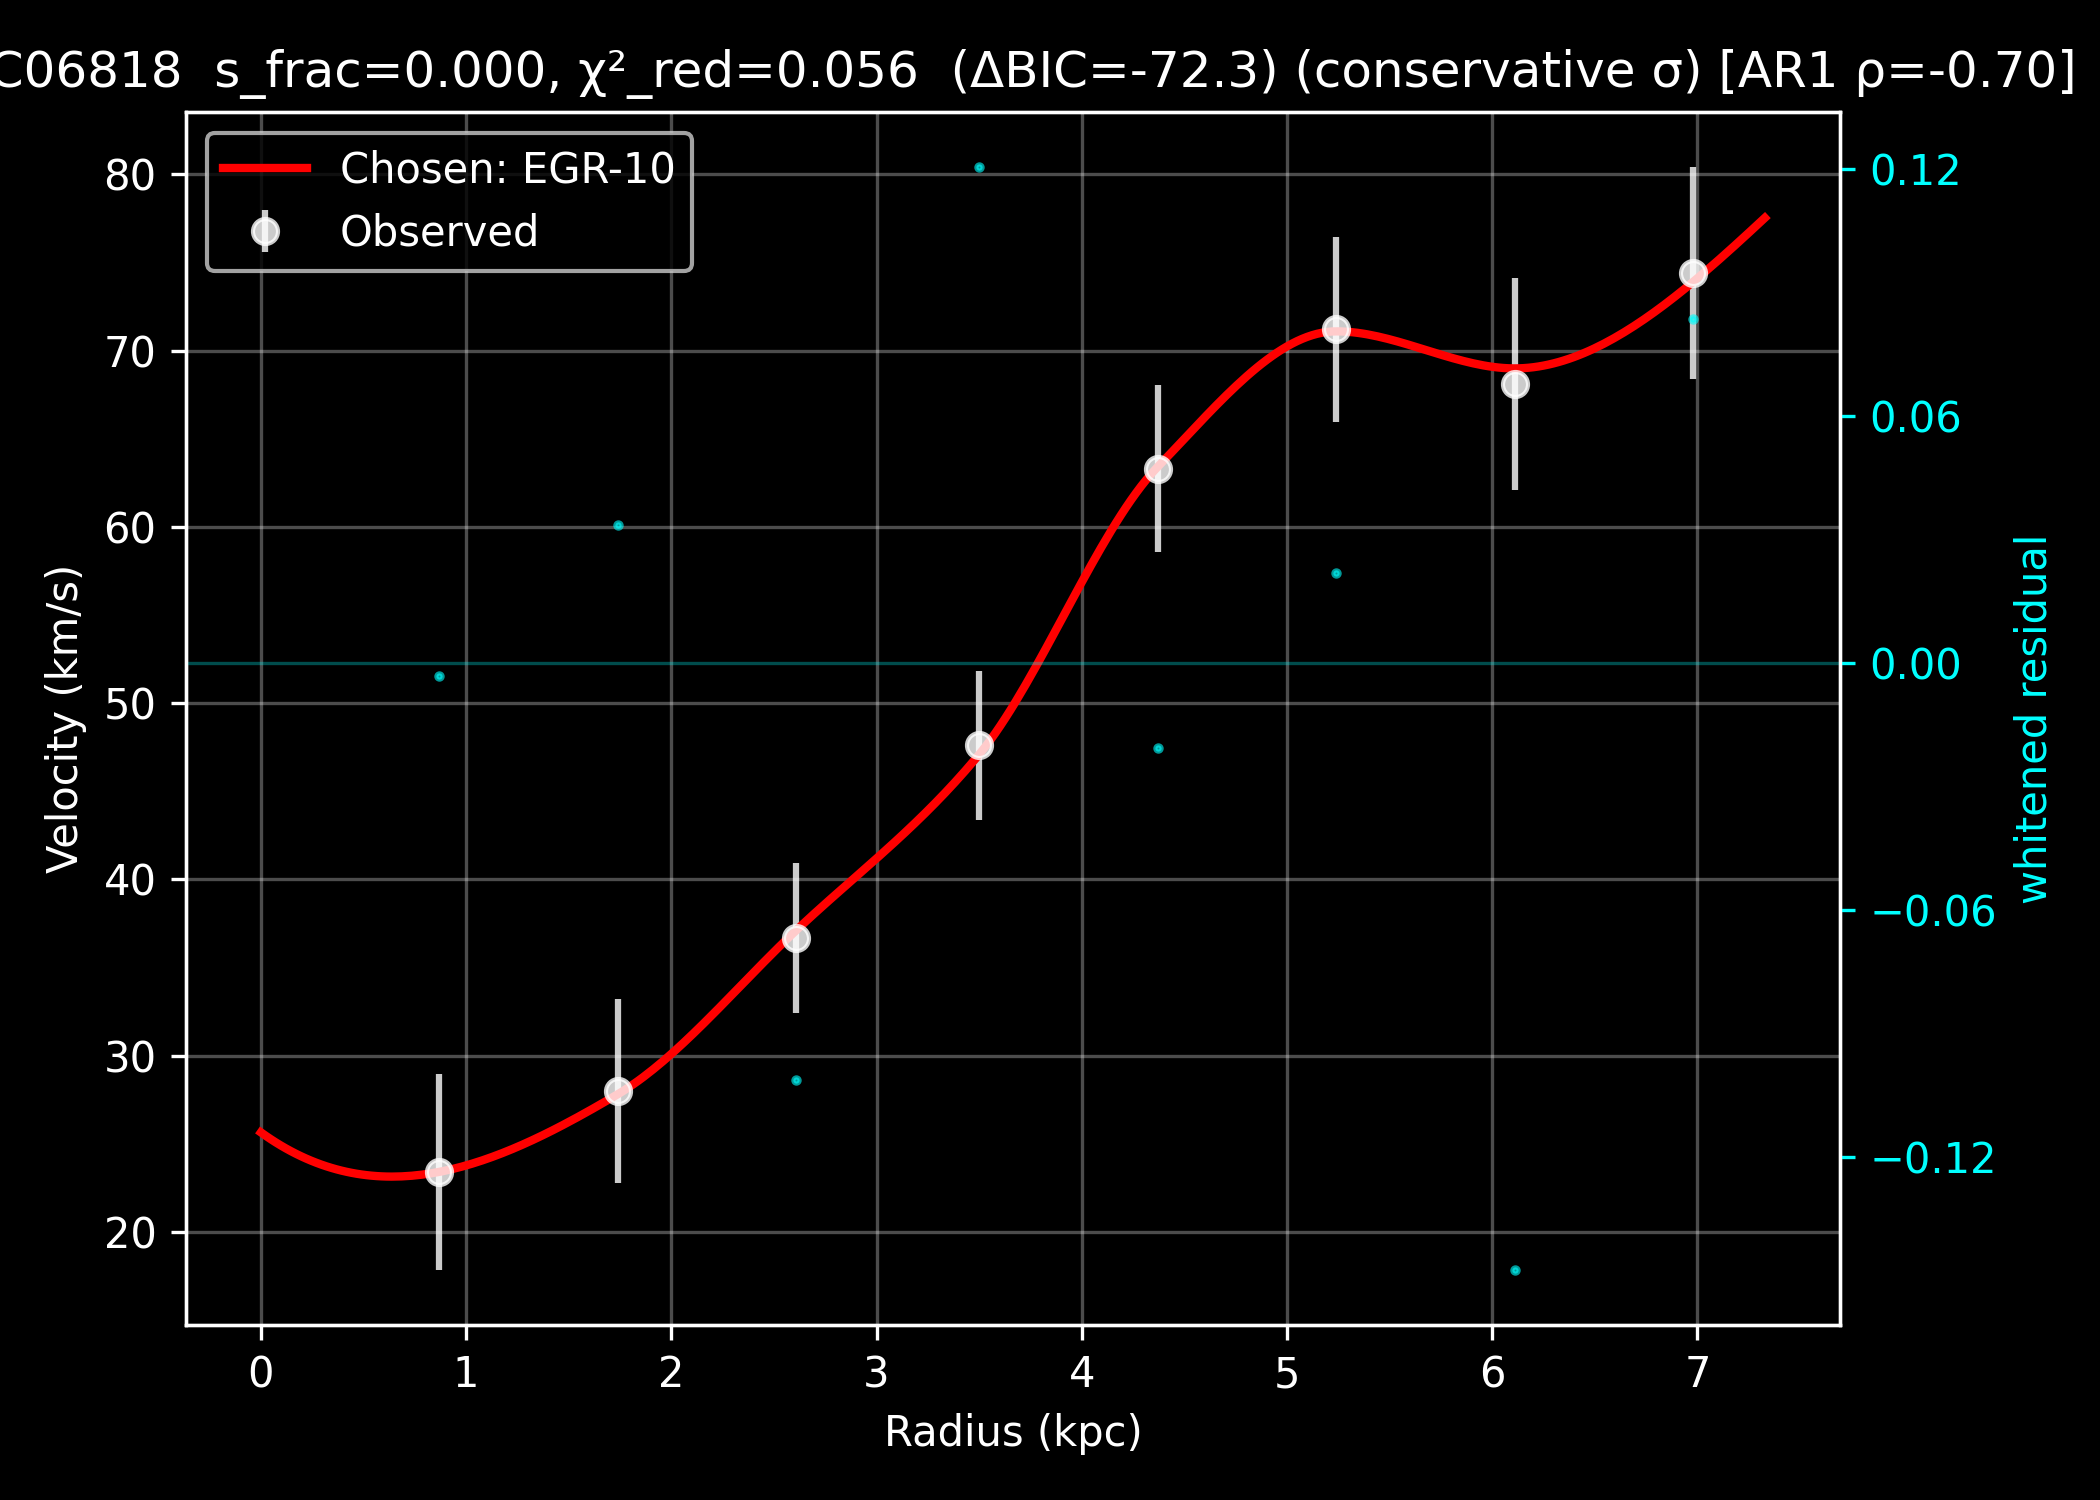 C06818 s_frac=0.000, χ²_red=0.056 (ΔBIC=-72.3) (conservative σ) [AR1 ρ=-0.70]
Chosen: EGR-10
Observed
Velocity (km/s)
80
70
60
50
40
30
20
0.12
0.06
0.00
−0.06
−0.12
whitened residual
0 1 2 3 4 5 6 7
Radius (kpc)